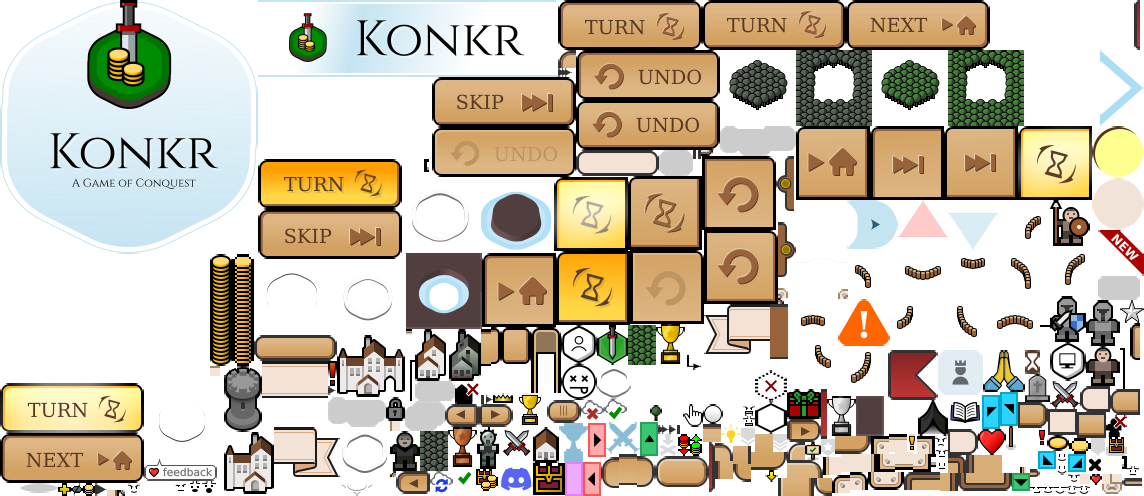 KONKR
A GAME OF CONQUEST
KONKR
TURN
TURN
NEXT
SKIP
UNDO
UNDO
UNDO
TURN
SKIP
NEW
TURN
NEXT
feedback